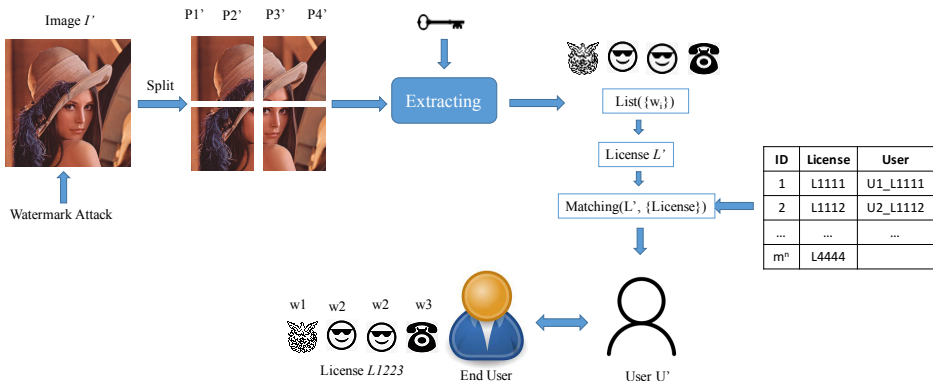 Image I'
P1' P2' P3' P4'
Split
Extracting
Watermark Attack
List({wᵢ})
License L'
Matching(L', {License})
ID License User
1 L1111 U1_L1111
2 L1112 U2_L1112
... ... ...
mⁿ L4444
w1 w2 w2 w3
License L1223
End User
User U'